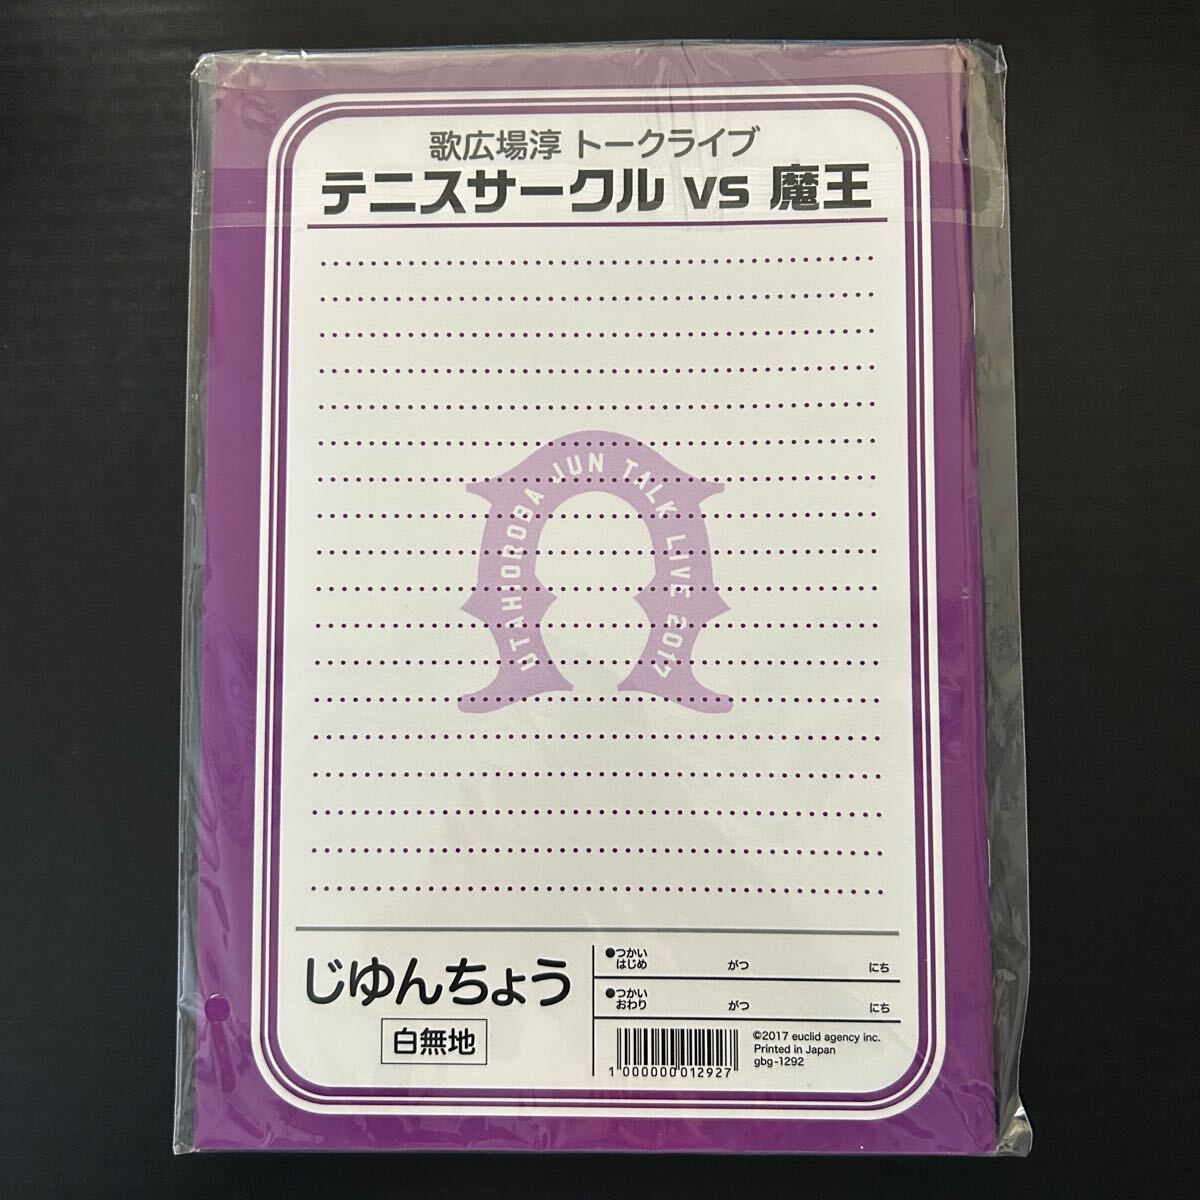 歌広場淳 トークライブ
テニスサークル vs 魔王
UTAHIROBA JUN TALK LIVE 2017
じゆんちょう
白無地
●つかい
はじめ がつ にち
●つかい
おわり がつ にち
1 000000 012927
©2017 euclid agency inc.
Printed in Japan
gbg-1292